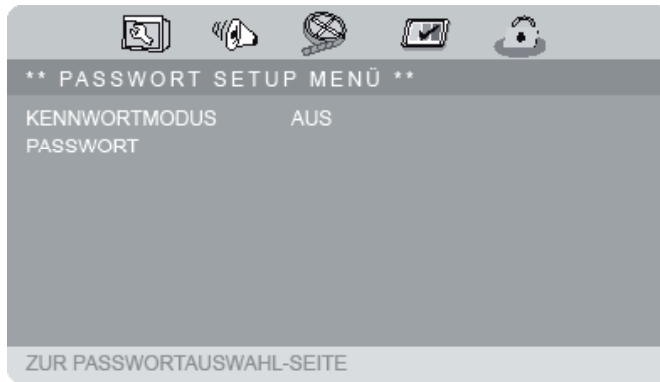 ** PASSWORT SETUP MENÜ **
KENNWORTMODUS AUS
PASSWORT
ZUR PASSWORTAUSWAHL-SEITE